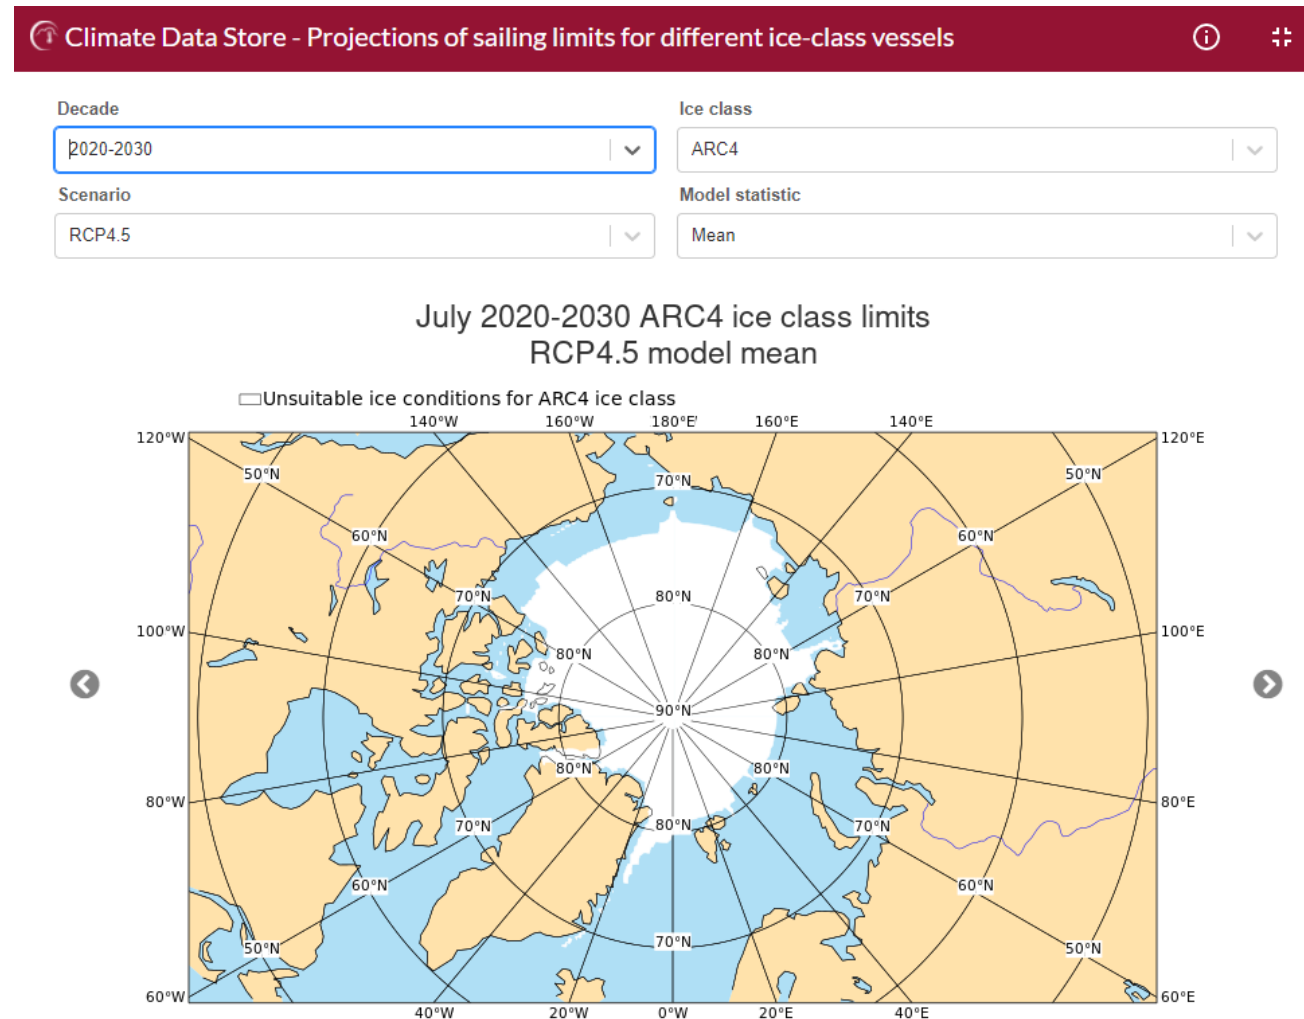 Climate Data Store - Projections of sailing limits for different ice-class vessels
Decade
Ice class
2020-2030
ARC4
Scenario
Model statistic
RCP4.5
Mean
July 2020-2030 ARC4 ice class limits
RCP4.5 model mean
Unsuitable ice conditions for ARC4 ice class
140°W 160°W 180°E 160°E 140°E
120°W 120°E
50°N 70°N 50°N
60°N 60°N
70°N 80°N 70°N
100°W 100°E
80°N 80°N
90°N
80°N 80°N
80°W 80°E
70°N 80°N 70°N
60°N 60°N
50°N 70°N 50°N
60°W 60°E
40°W 20°W 0°W 20°E 40°E